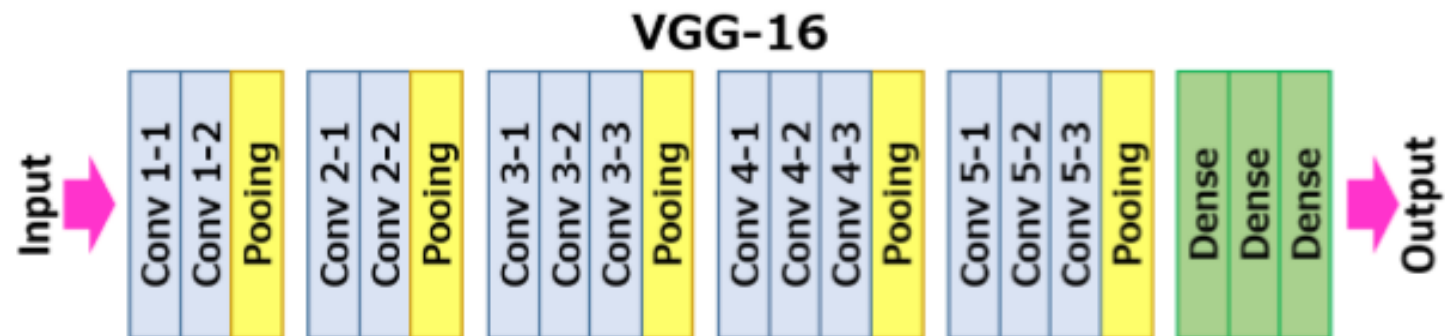 VGG-16
Input
Conv 1-1
Conv 1-2
Pooing
Conv 2-1
Conv 2-2
Pooing
Conv 3-1
Conv 3-2
Conv 3-3
Pooing
Conv 4-1
Conv 4-2
Conv 4-3
Pooing
Conv 5-1
Conv 5-2
Conv 5-3
Pooing
Dense
Dense
Dense
Output